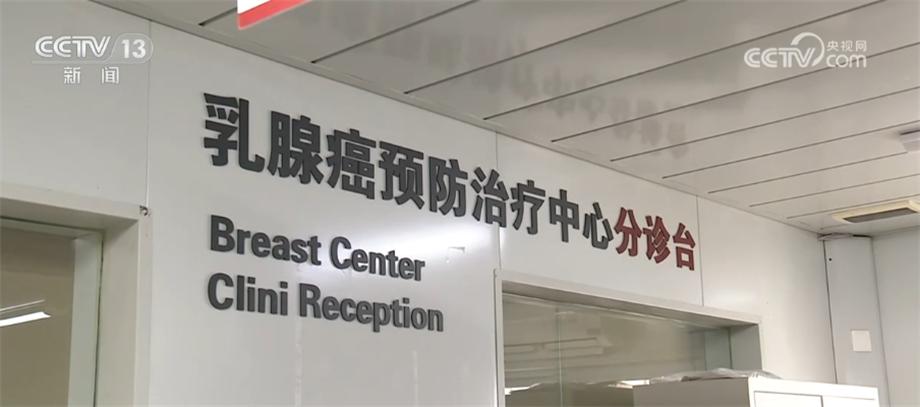 CCTV 13
新闻
央视网
CCTV.com
乳腺癌预防治疗中心分诊台
Breast Center
Clini Reception